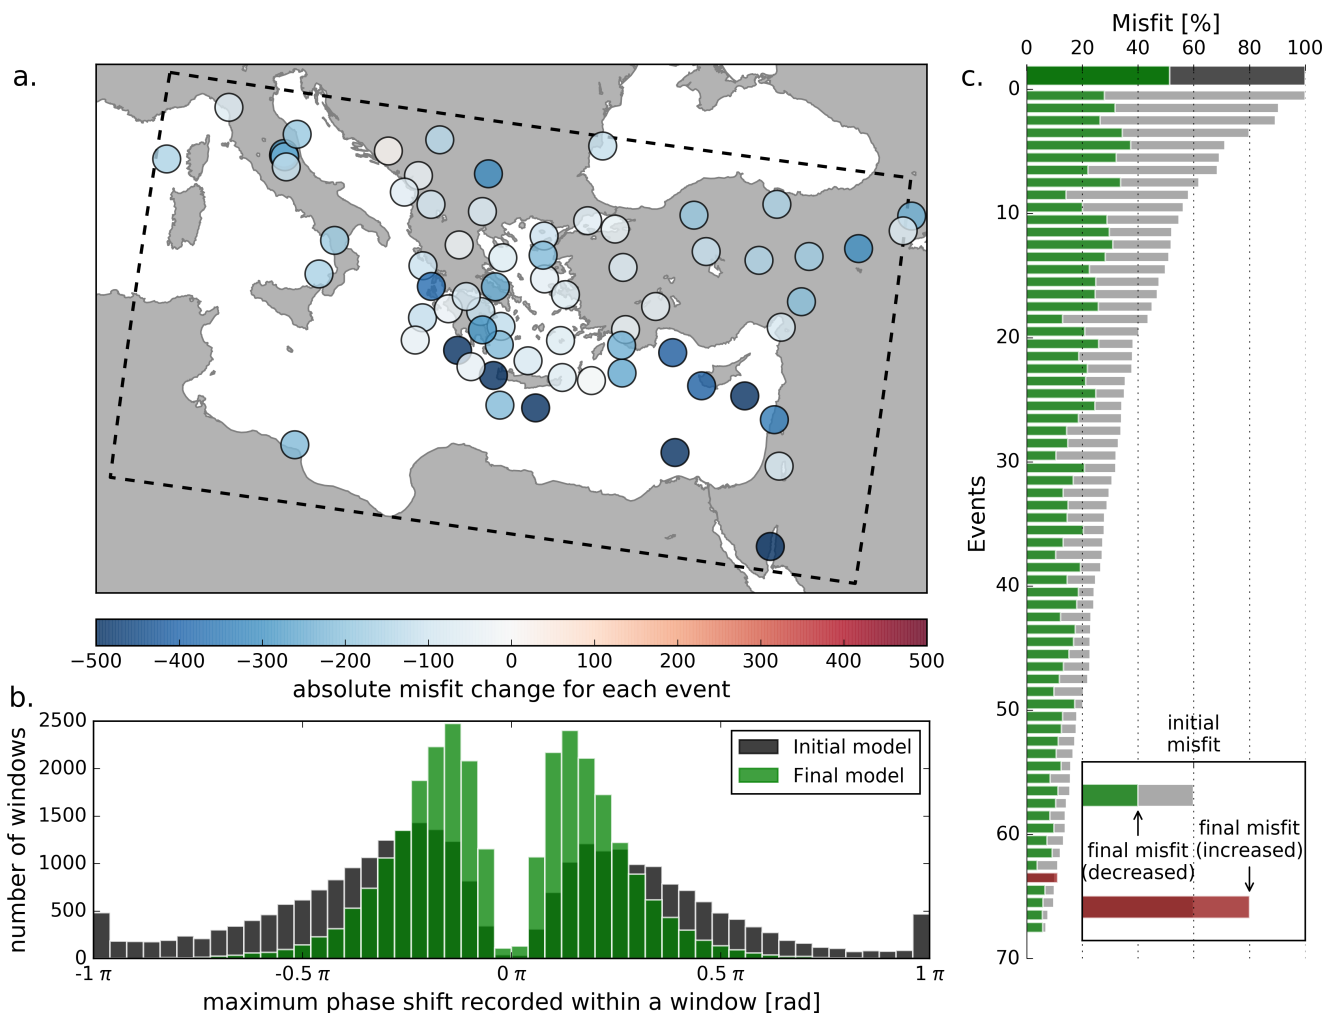 a.
−500 −400 −300 −200 −100 0 100 200 300 400 500
absolute misfit change for each event
b.
number of windows
2500
2000
1500
1000
500
0
Initial model
Final model
-1 π -0.5 π 0 π 0.5 π 1 π
maximum phase shift recorded within a window [rad]
c.
Misfit [%]
0 20 40 60 80 100
Events
0
10
20
30
40
50
60
70
initial
misfit
final misfit
(increased)
final misfit
(decreased)